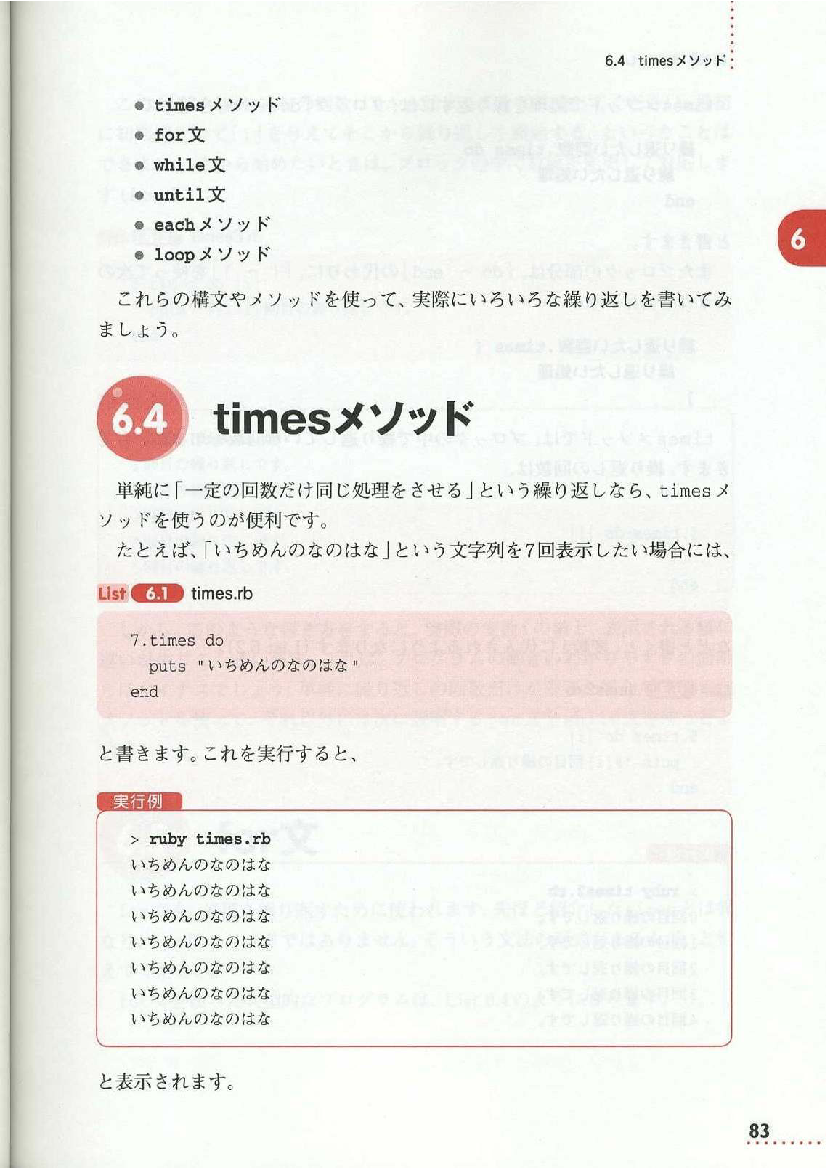 6.4 timesメソッド
● timesメソッド
● for文
● while文
● until文
● eachメソッド
● loopメソッド
これらの構文やメソッドを使って、実際にいろいろな繰り返しを書いてみ
ましょう。
6
6.4 timesメソッド
単純に「一定の回数だけ同じ処理をさせる」という繰り返しなら、timesメ
ソッドを使うのが便利です。
たとえば、「いちめんのなのはな」という文字列を7回表示したい場合には、
List 6.1 times.rb
7.times do
puts "いちめんのなのはな"
end
と書きます。これを実行すると、
実行例
> ruby times.rb
いちめんのなのはな
いちめんのなのはな
いちめんのなのはな
いちめんのなのはな
いちめんのなのはな
いちめんのなのはな
いちめんのなのはな
と表示されます。
83